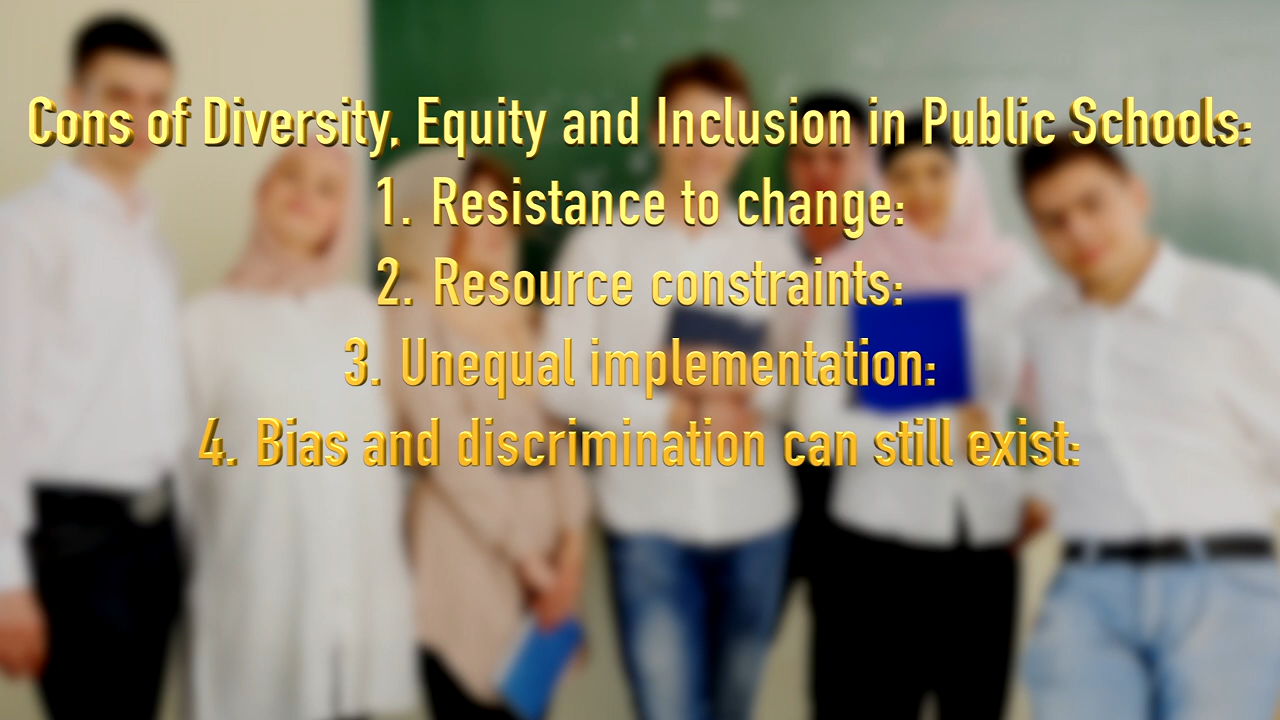 Cons of Diversity, Equity and Inclusion in Public Schools:
1. Resistance to change:
2. Resource constraints:
3. Unequal implementation:
4. Bias and discrimination can still exist: